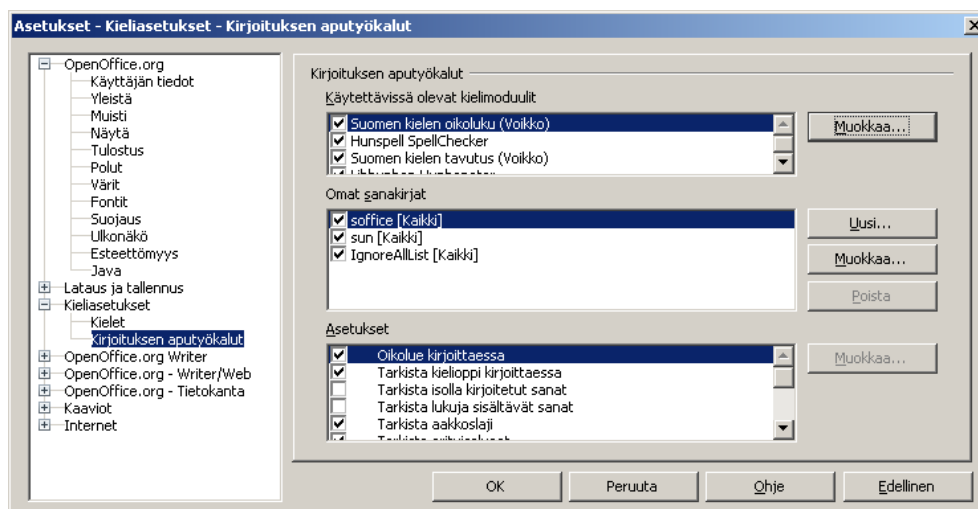 Asetukset - Kieliasetukset - Kirjoituksen aputyökalut
OpenOffice.org
Käyttäjän tiedot
Yleistä
Muisti
Näytä
Tulostus
Polut
Värit
Fontit
Suojaus
Ulkonäkö
Esteettömyys
Java
Lataus ja tallennus
Kieliasetukset
Kielet
Kirjoituksen aputyökalut
OpenOffice.org Writer
OpenOffice.org - Writer/Web
OpenOffice.org - Tietokanta
Kaaviot
Internet
Kirjoituksen aputyökalut
Käytettävissä olevat kielimoduulit
Suomen kielen oikoluku (Voikko)
Hunspell SpellChecker
Suomen kielen tavutus (Voikko)
Muokkaa...
Omat sanakirjat
soffice [Kaikki]
sun [Kaikki]
IgnoreAllList [Kaikki]
Uusi...
Muokkaa...
Poista
Asetukset
Oikolue kirjoittaessa
Tarkista kielioppi kirjoittaessa
Tarkista isolla kirjoitetut sanat
Tarkista lukuja sisältävät sanat
Tarkista aakkoslaji
Muokkaa...
OK
Peruuta
Ohje
Edellinen